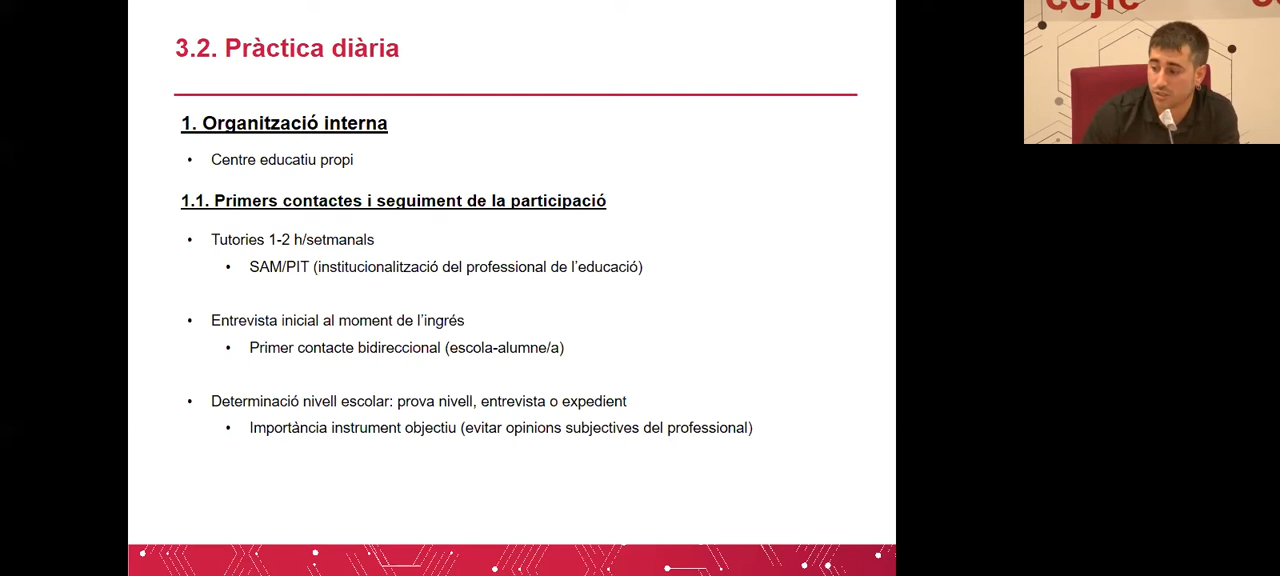 3.2. Pràctica diària
1. Organització interna
• Centre educatiu propi
1.1. Primers contactes i seguiment de la participació
• Tutories 1-2 h/setmanals
• SAM/PIT (institucionalització del professional de l'educació)
• Entrevista inicial al moment de l'ingrés
• Primer contacte bidireccional (escola-alumne/a)
• Determinació nivell escolar: prova nivell, entrevista o expedient
• Importància instrument objectiu (evitar opinions subjectives del professional)
cejfe